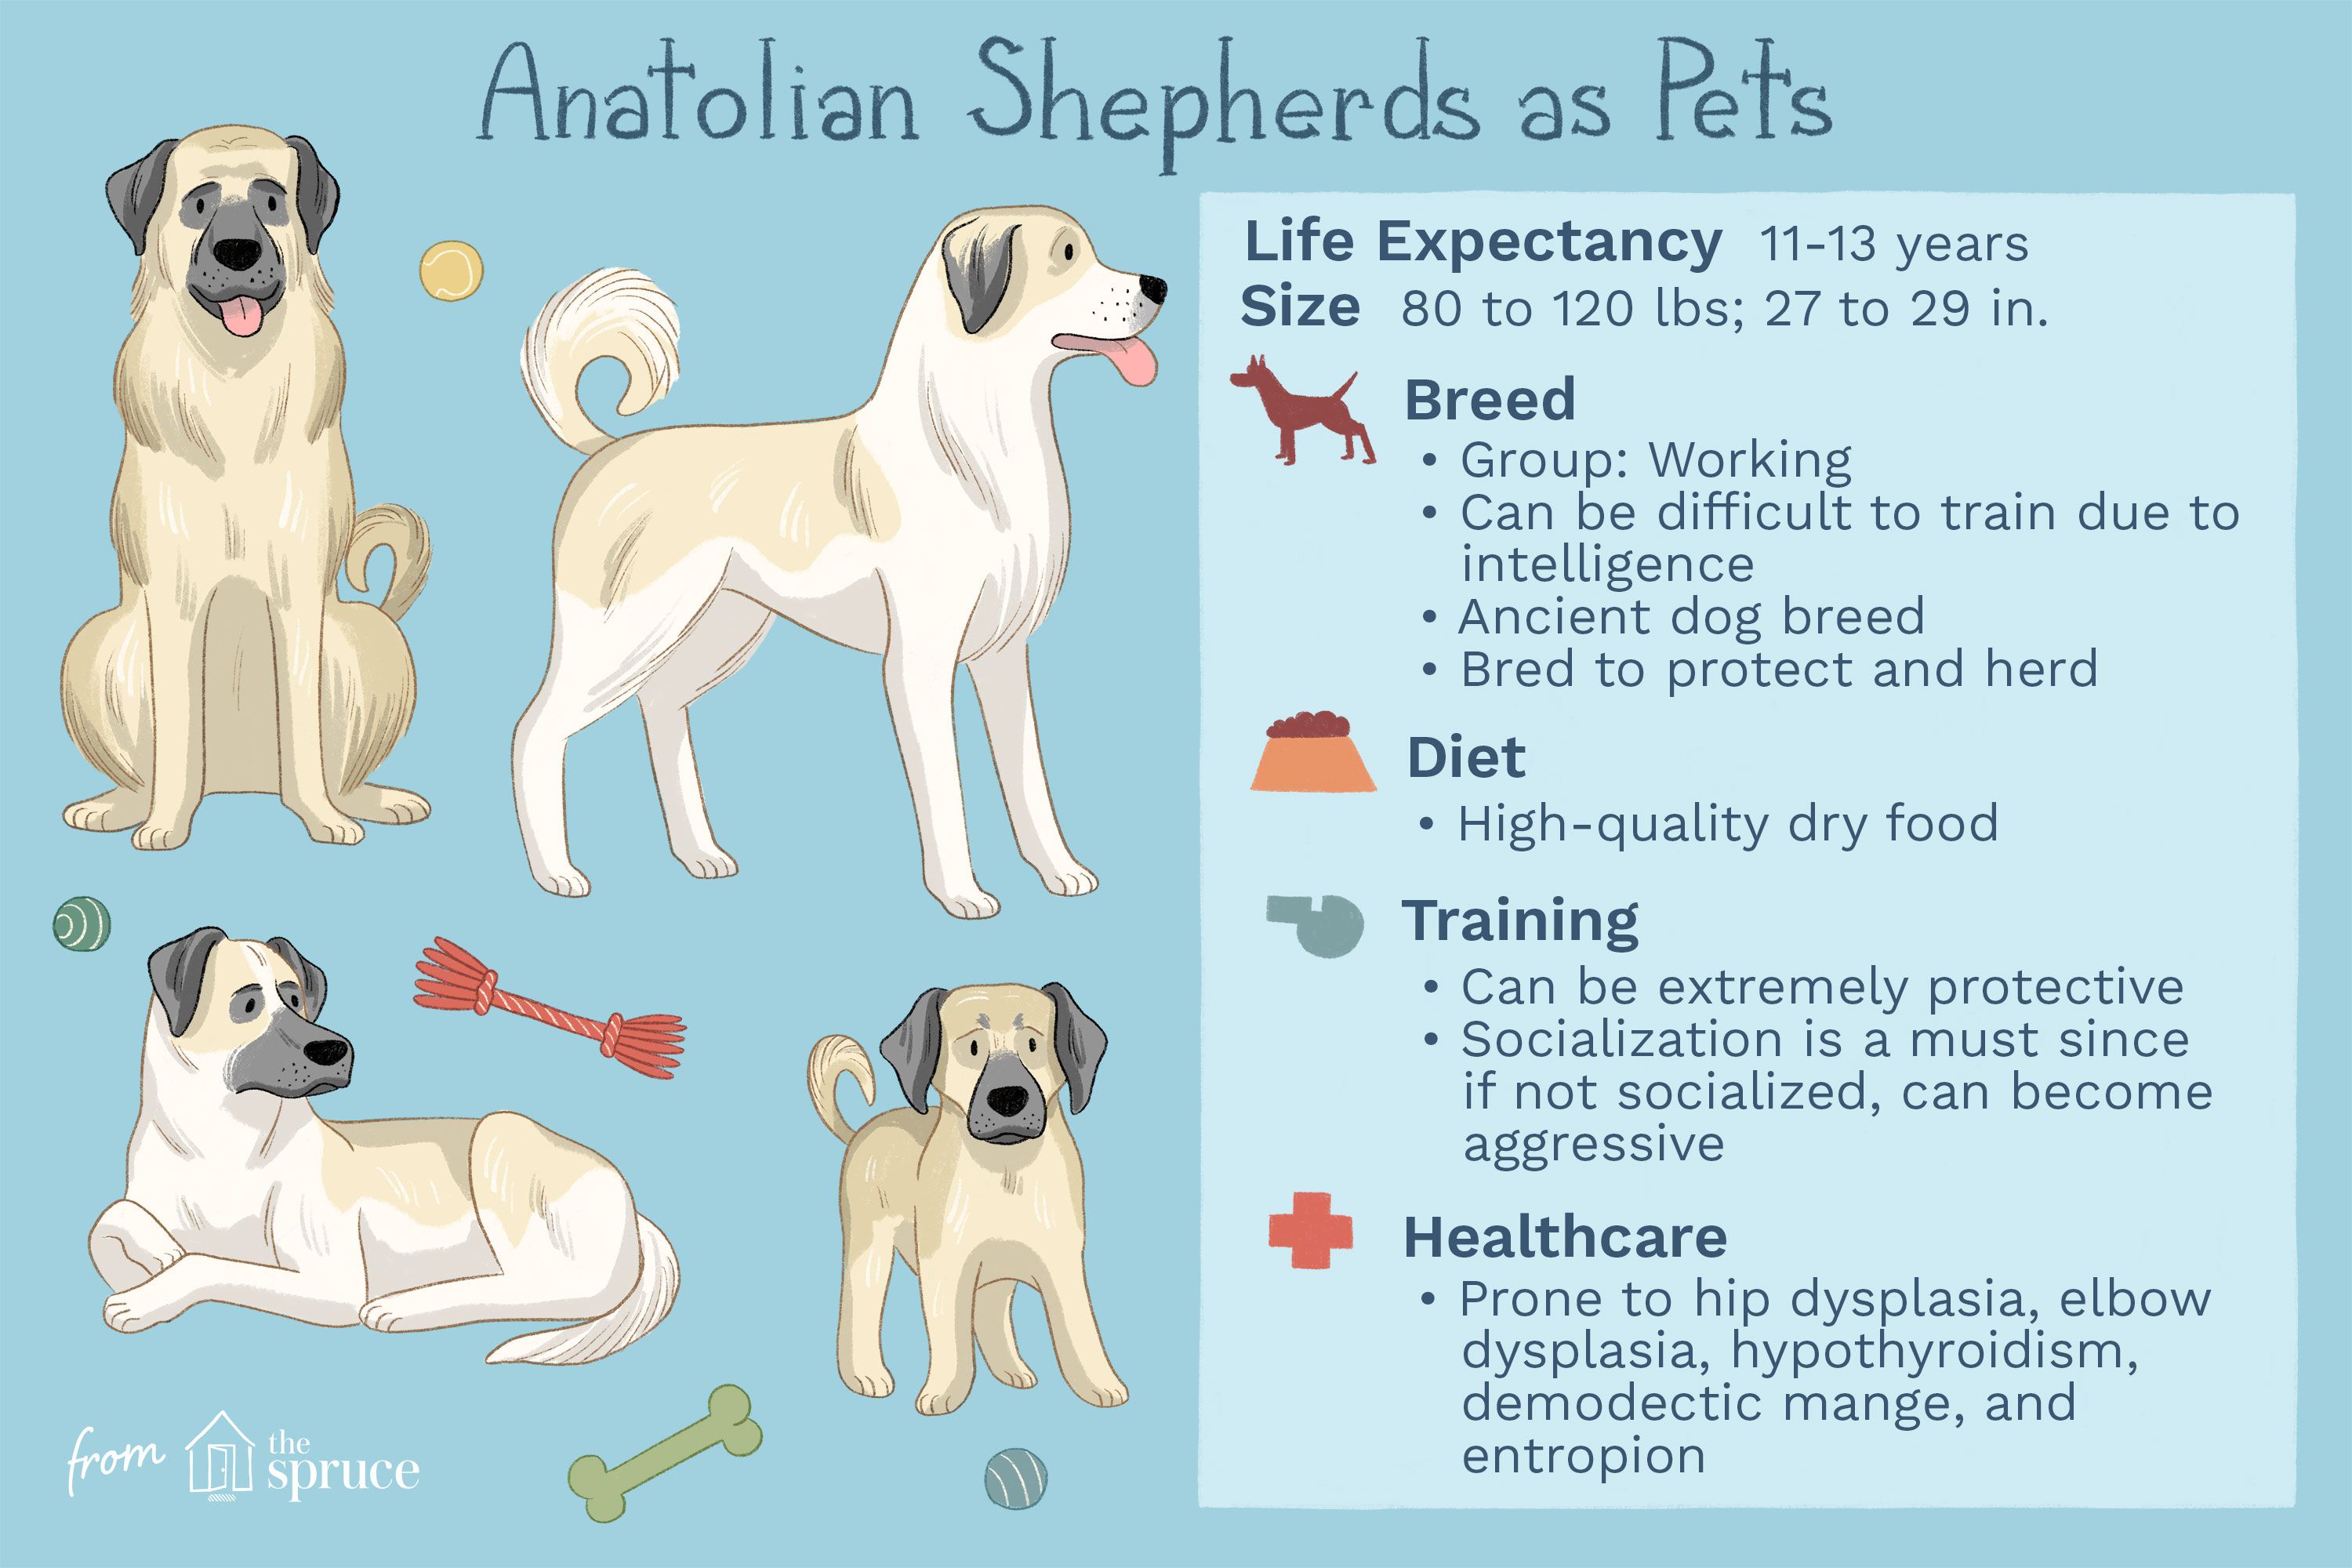 Anatolian Shepherds as Pets
Life Expectancy 11-13 years
Size 80 to 120 lbs; 27 to 29 in.
Breed
• Group: Working
• Can be difficult to train due to
intelligence
• Ancient dog breed
• Bred to protect and herd
Diet
• High-quality dry food
Training
• Can be extremely protective
• Socialization is a must since
if not socialized, can become
aggressive
Healthcare
• Prone to hip dysplasia, elbow
dysplasia, hypothyroidism,
demodectic mange, and
entropion
from the spruce